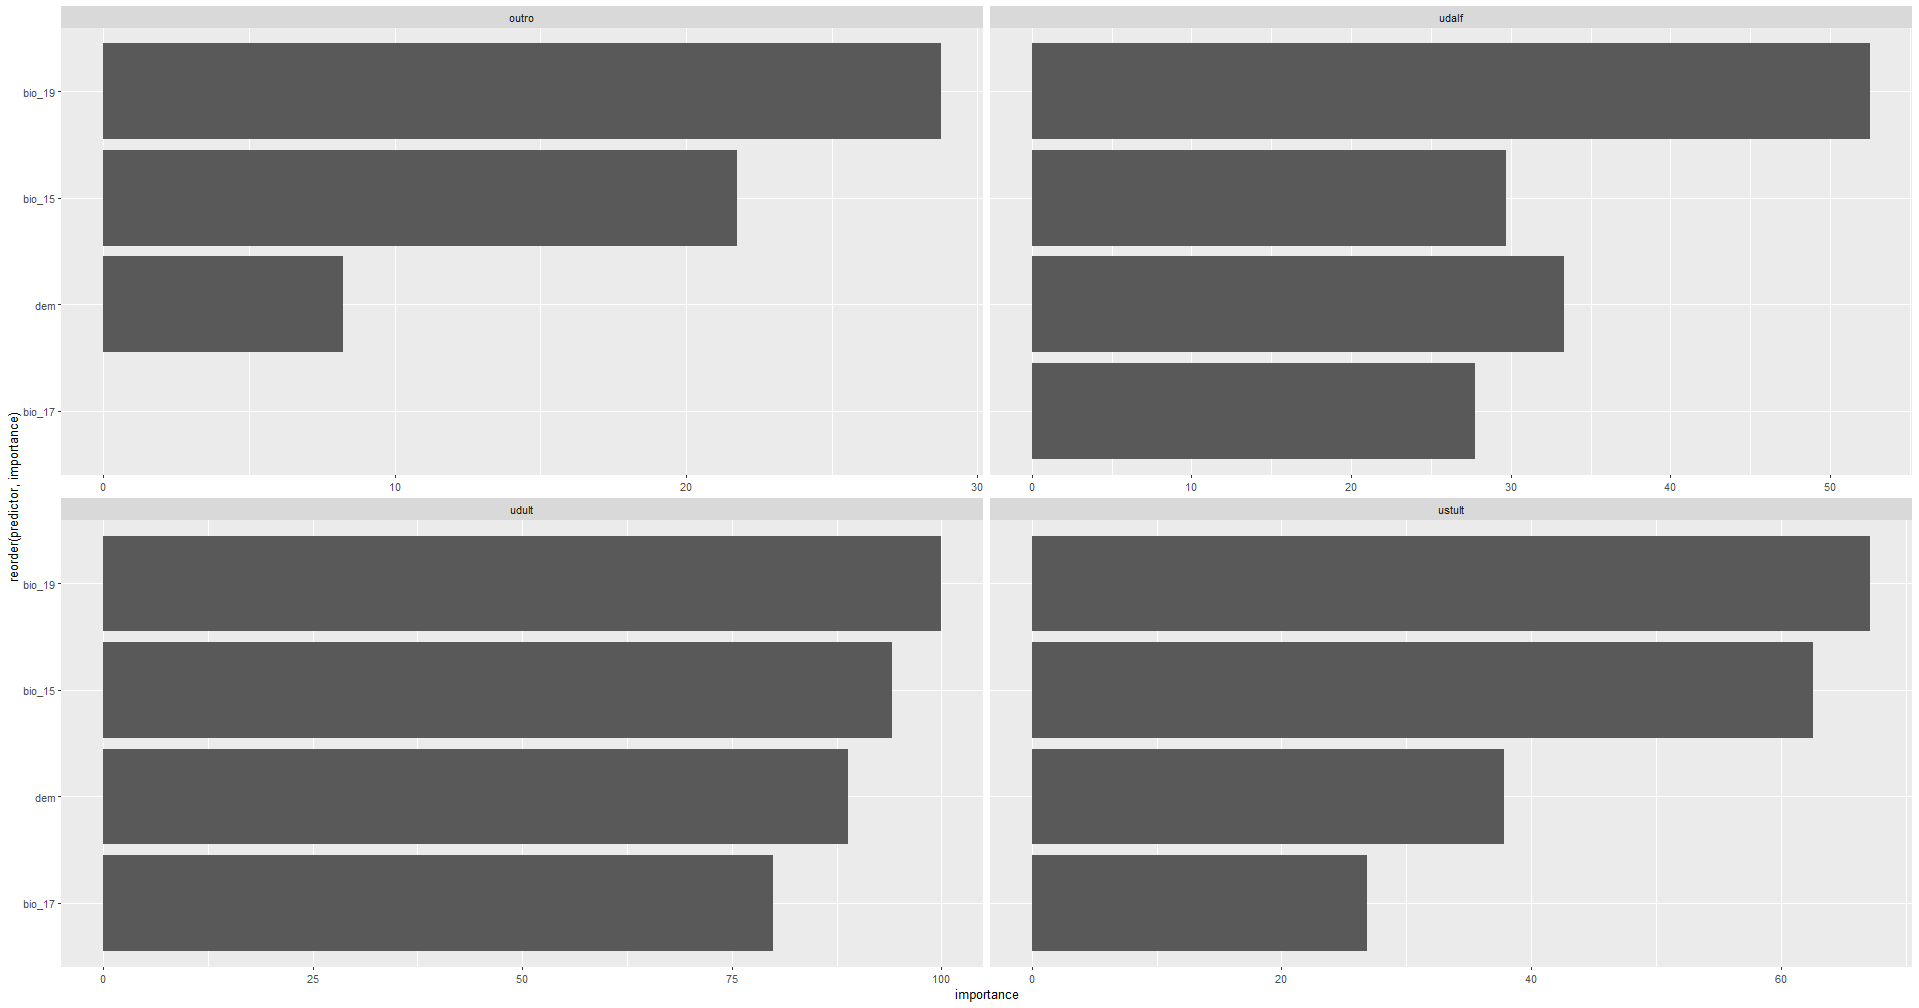 outro
udalf
bio_19
bio_15
dem
bio_17
0 10 20 30
0 10 20 30 40 50
udult
ustult
bio_19
bio_15
dem
bio_17
0 25 50 75 100
0 20 40 60
importance
reorder(predictor, importance)